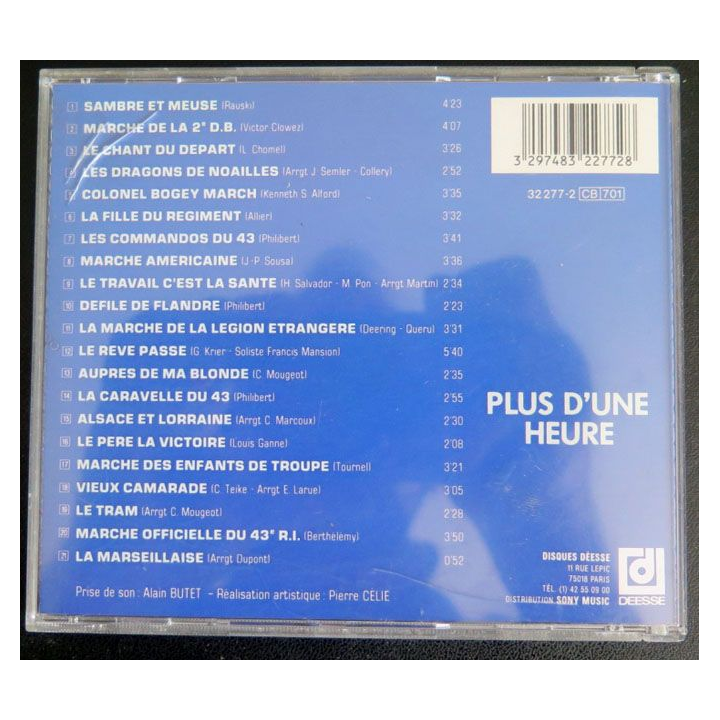 1 SAMBRE ET MEUSE (Rauski) 4'23
2 MARCHE DE LA 2e D.B. (Victor Clowez) 4'07
3 LE CHANT DU DEPART (L. Chomel) 3'26
4 LES DRAGONS DE NOAILLES (Arrgt J. Semler - Collery) 2'52
5 COLONEL BOGEY MARCH (Kenneth S. Alford) 3'35
6 LA FILLE DU REGIMENT (Allier) 3'32
7 LES COMMANDOS DU 43 (Philibert) 3'41
8 MARCHE AMERICAINE (J.-P. Sousa) 3'36
9 LE TRAVAIL C'EST LA SANTE (H. Salvador - M. Pon - Arrgt Martin) 2'34
10 DEFILE DE FLANDRE (Philibert) 2'23
11 LA MARCHE DE LA LEGION ETRANGERE (Deering - Queru) 3'31
12 LE REVE PASSE (G. Krier - Soliste Francis Mansion) 5'40
13 AUPRES DE MA BLONDE (C. Mougeot) 2'35
14 LA CARAVELLE DU 43 (Philibert) 2'55
15 ALSACE ET LORRAINE (Arrgt C. Marcoux) 2'30
16 LE PERE LA VICTOIRE (Louis Ganne) 2'08
17 MARCHE DES ENFANTS DE TROUPE (Tournel) 3'21
18 VIEUX CAMARADE (C. Teike - Arrgt E. Larue) 3'05
19 LE TRAM (Arrgt C. Mougeot) 2'28
20 MARCHE OFFICIELLE DU 43e R.I. (Berthélémy) 3'50
21 LA MARSEILLAISE (Arrgt Dupont) 0'52
Prise de son : Alain BUTET - Réalisation artistique : Pierre CÉLIE
3 297483 227728
32 277-2 CB 701
PLUS D'UNE
HEURE
DISQUES DÉESSE
11 RUE LEPIC
75018 PARIS
TÉL. (1) 42 55 09 00
DISTRIBUTION SONY MUSIC
d
DEESSE